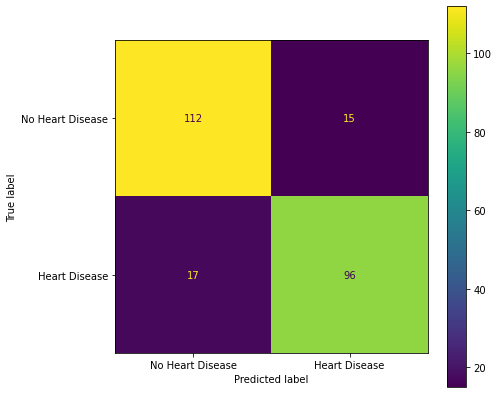 100
No Heart Disease
112
15
80
True label
60
Heart Disease
17
96
40
20
No Heart Disease
Heart Disease
Predicted label